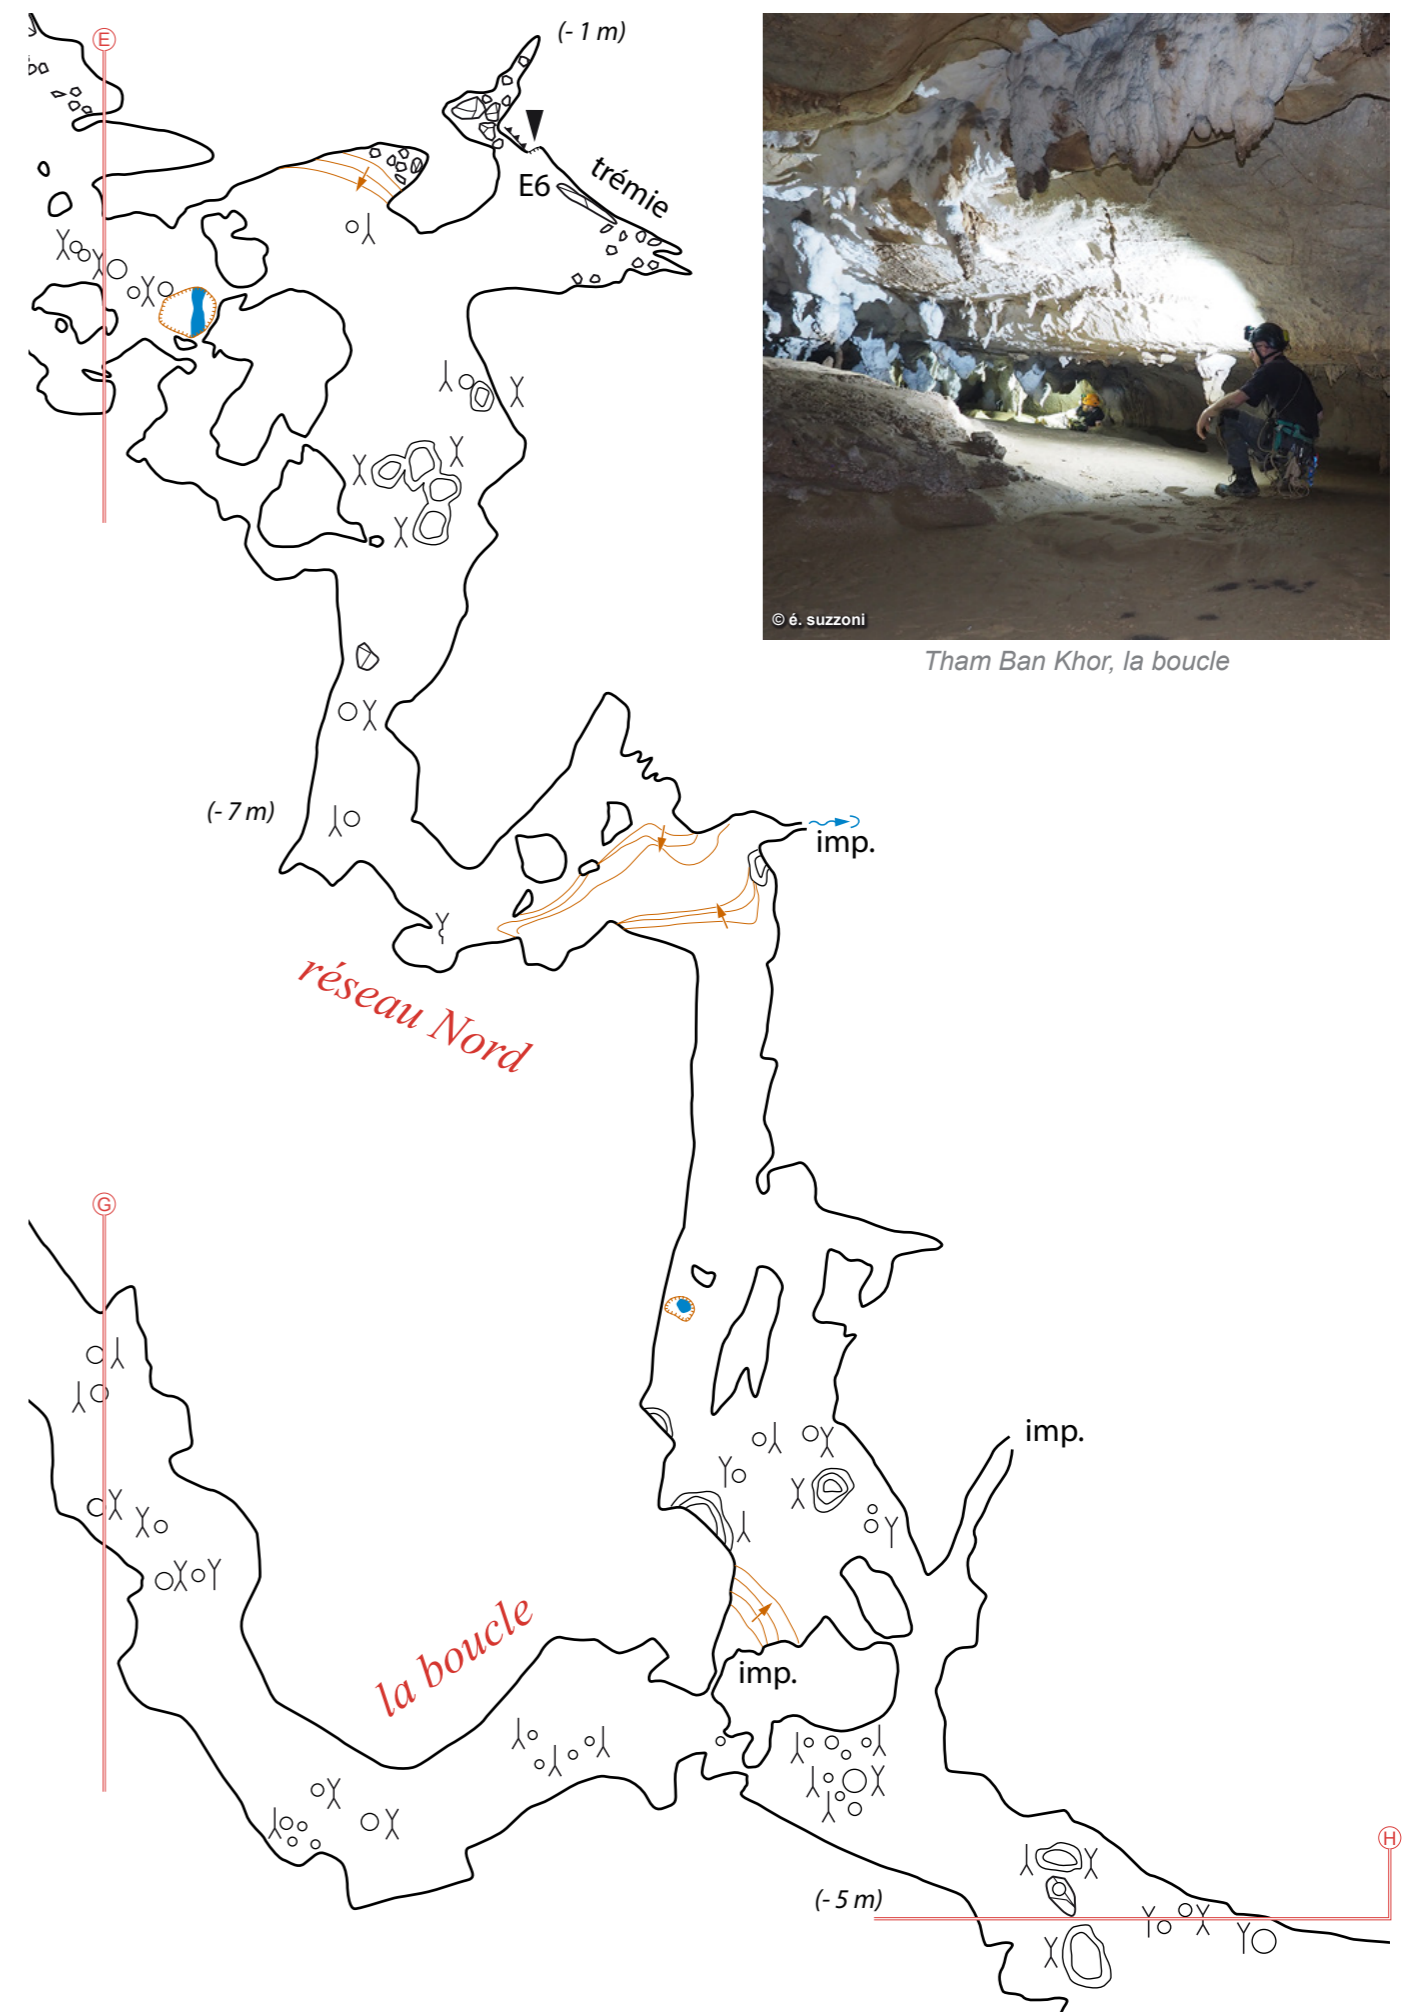 E
(- 1 m)
E6
trémie
© é. suzzoni
Tham Ban Khor, la boucle
(- 7 m)
imp.
réseau Nord
G
imp.
la boucle
imp.
H
(- 5 m)